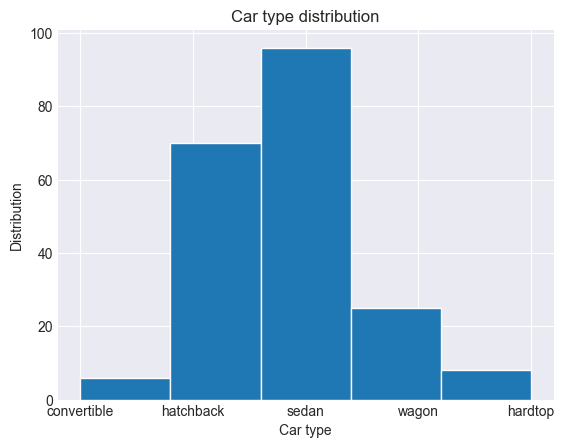 Car type distribution
100
80
60
40
20
0
Distribution
convertible hatchback sedan wagon hardtop
Car type